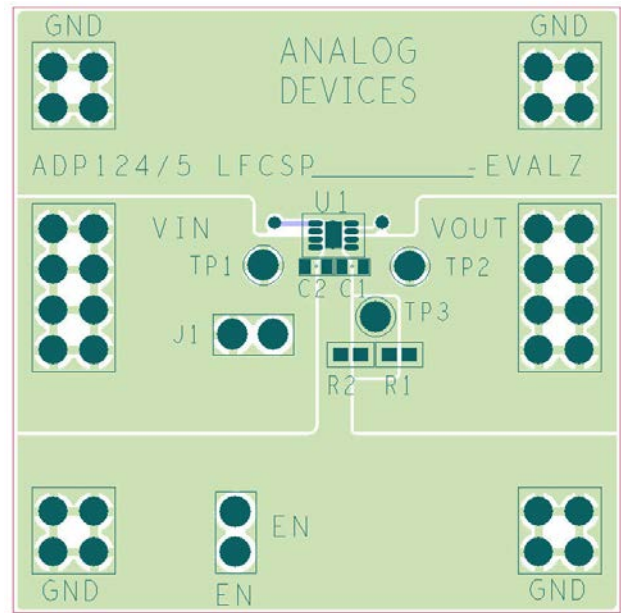 GND
GND
ANALOG
DEVICES
ADP124/5 LFCSP_________-EVALZ
U1
VIN
VOUT
TP1
TP2
C2 C1
TP3
J1
R2 R1
EN
GND
EN
GND